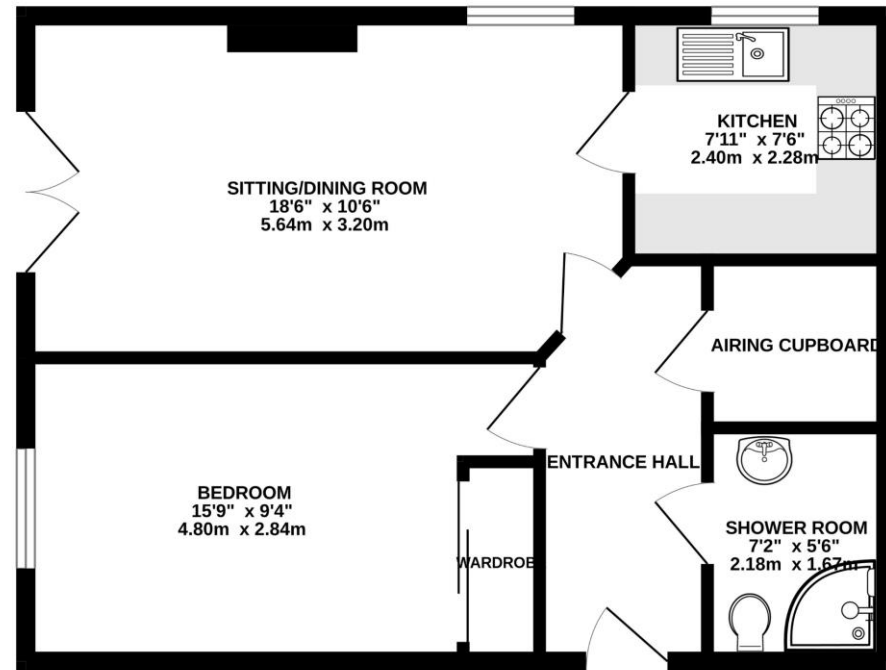 KITCHEN
7'11" x 7'6"
2.40m x 2.28m
SITTING/DINING ROOM
18'6" x 10'6"
5.64m x 3.20m
AIRING CUPBOARD
ENTRANCE HALL
BEDROOM
15'9" x 9'4"
4.80m x 2.84m
WARDROBE
SHOWER ROOM
7'2" x 5'6"
2.18m x 1.67m